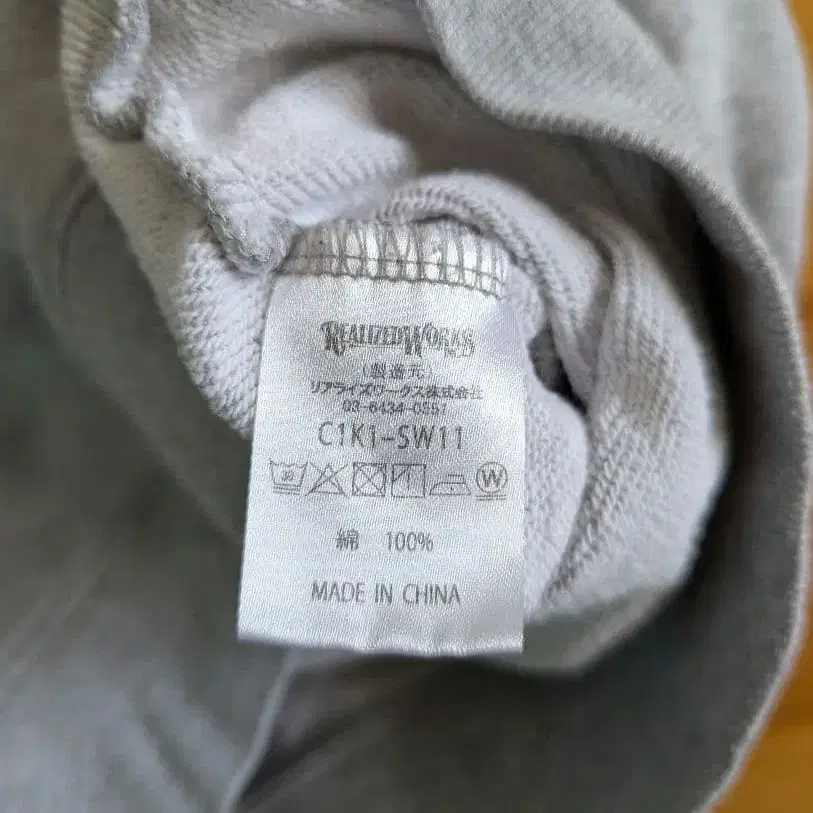 REALIZEDWORKS
(製造元)
リアライズワークス株式会社
03-6434-0557
C1K1-SW11
30 W
綿 100%
MADE IN CHINA